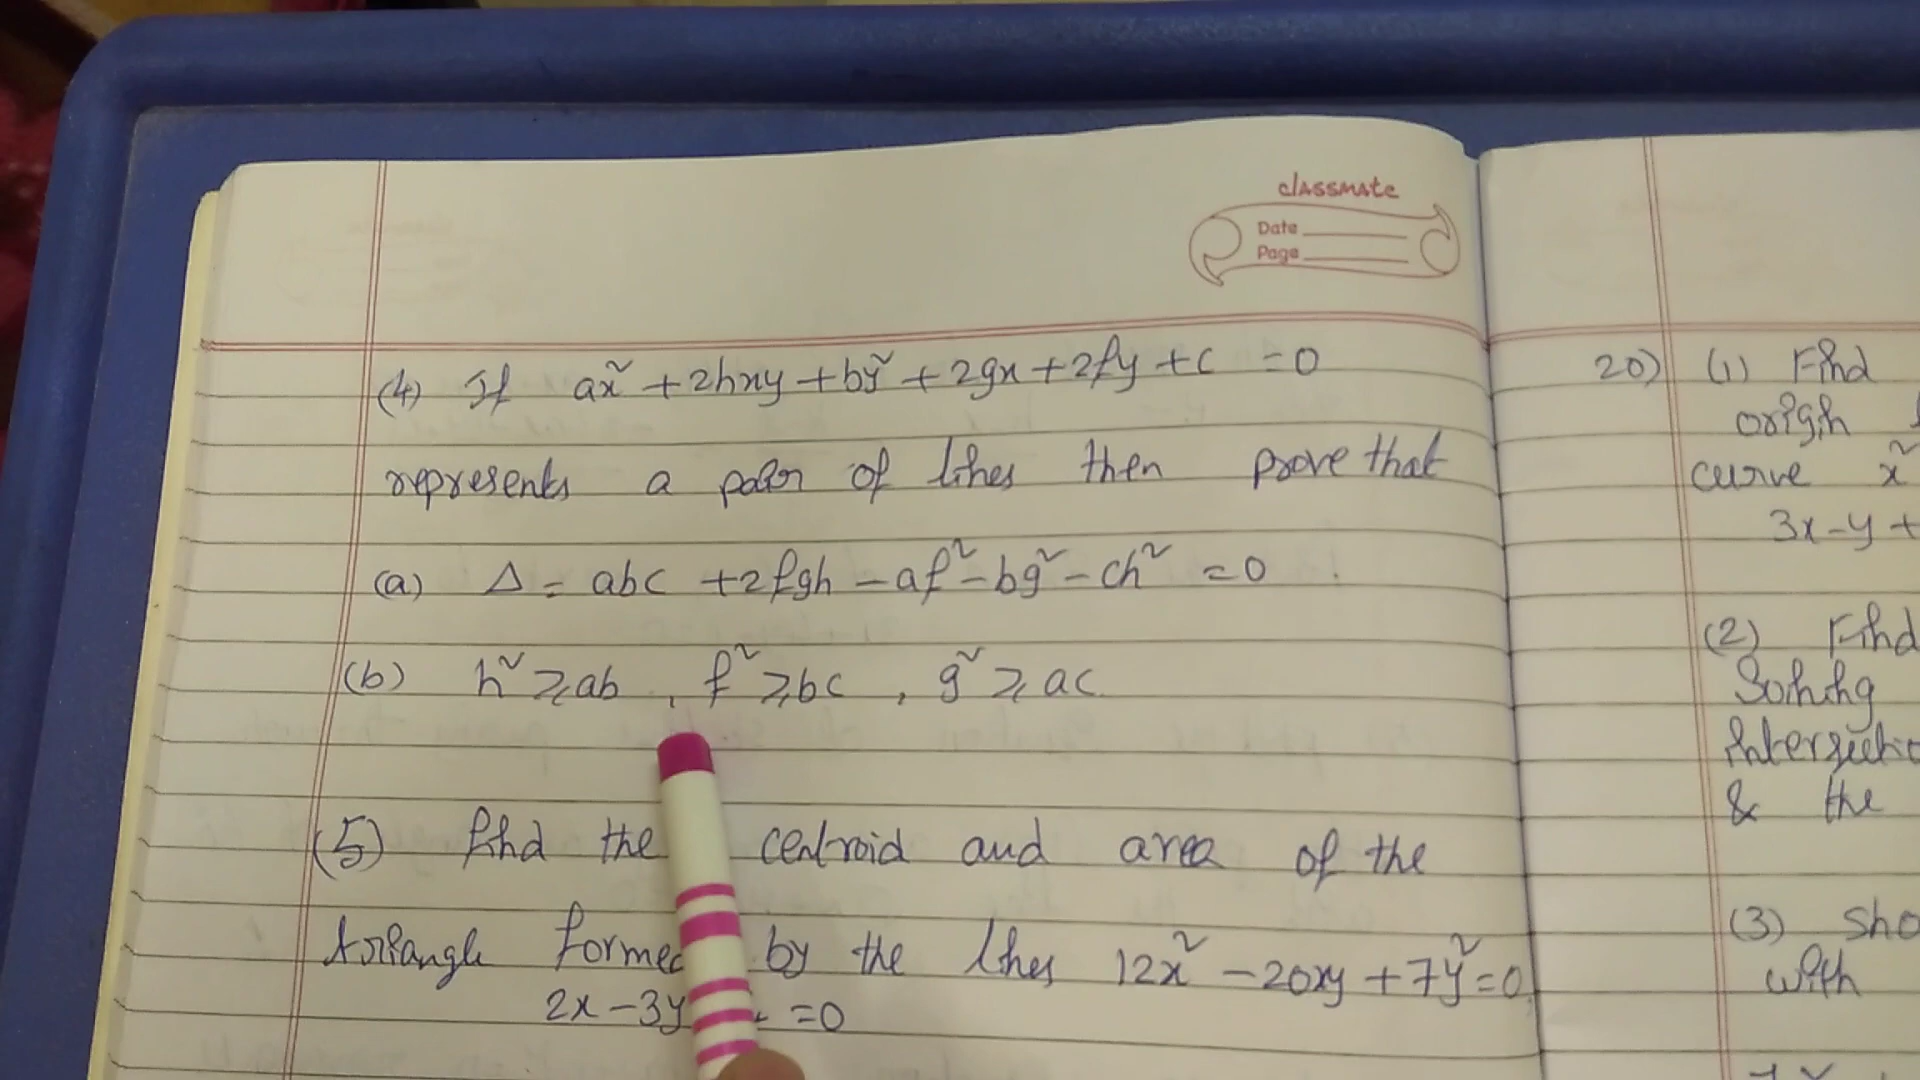 classmate
Date
Page
(4) If ax² + 2hxy + by² + 2gx + 2fy + c = 0
represents a pair of lines then prove that
(a) Δ = abc + 2fgh - af² - bg² - ch² = 0
(b) h² ≥ ab , f² ≥ bc , g² ≥ ac
(5) find the centroid and area of the
triangle formed by the lines 12x² - 20xy + 7y² = 0
2x - 3y = 0
20) (1) Find
origin
curve x²
3x - y +
(2) Find
Joining
&  the
(3) Sho
with